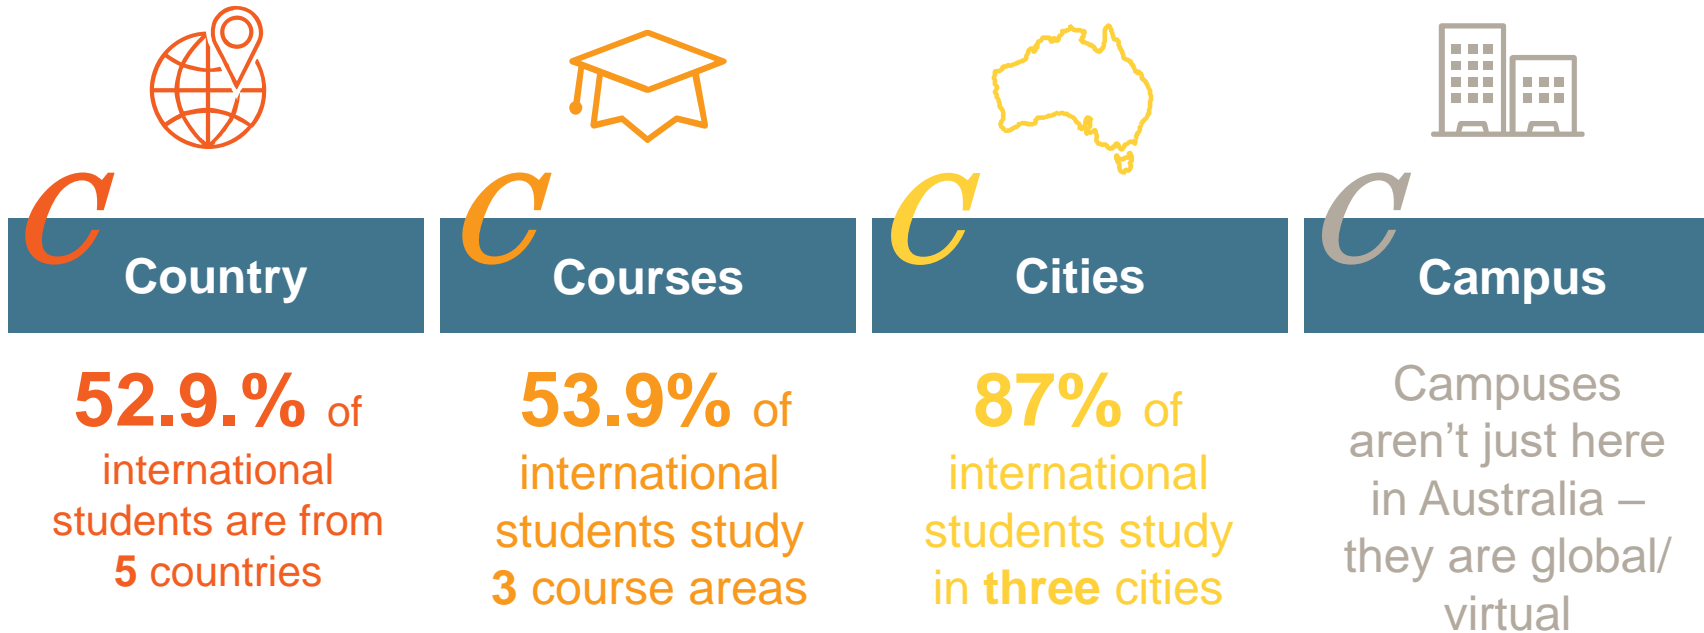 C
Country
52.9.% of
international
students are from
5 countries
C
Courses
53.9% of
international
students study
3 course areas
C
Cities
87% of
international
students study
in three cities
C
Campus
Campuses
aren’t just here
in Australia –
they are global/
virtual